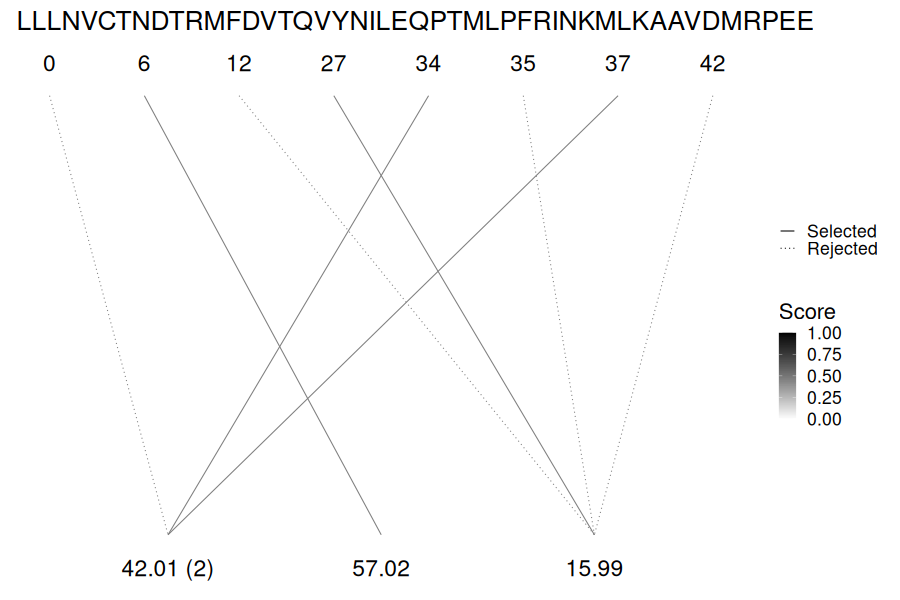 LLLNVCTNDTRMFDVTQVYNILEQPTMLPFRINKMLKAAVDMRPEE
0 6 12 27 34 35 37 42
Selected
Rejected
Score
1.00
0.75
0.50
0.25
0.00
42.01 (2) 57.02 15.99